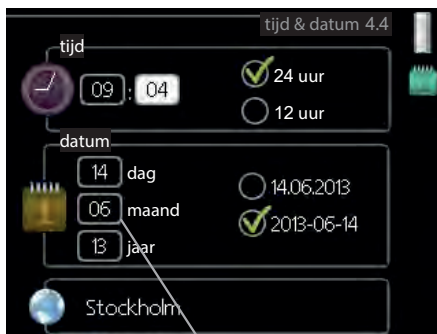 tijd & datum 4.4
tijd
09 : 04
24 uur
12 uur
datum
14 dag
06 maand
13 jaar
14.06.2013
2013-06-14
Stockholm